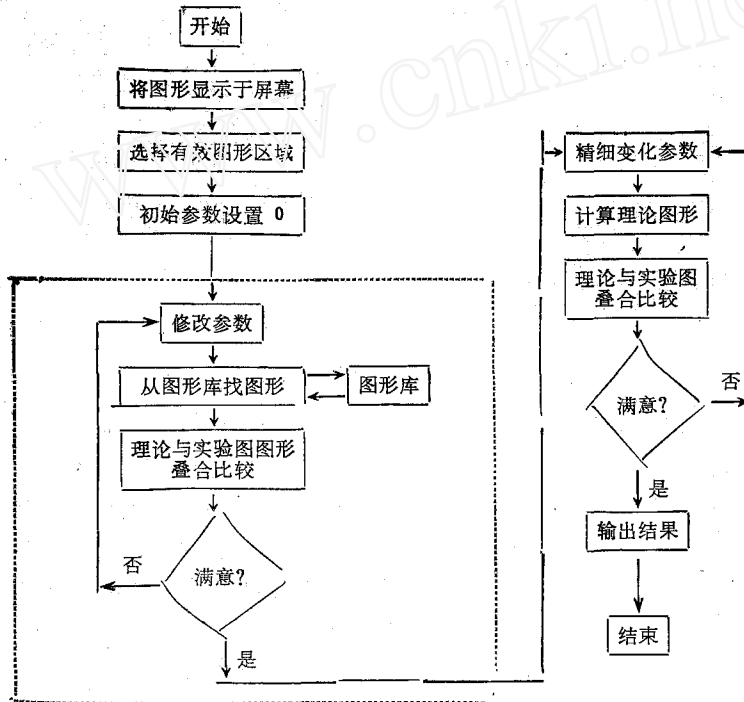 开始
将图形显示于屏幕
选择有效图形区域
初始参数设置 0
修改参数
从图形库找图形
图形库
理论与实验图图形
叠合比较
满意?
否
是
精细变化参数
计算理论图形
理论与实验图
叠合比较
满意?
否
是
输出结果
结束
www.cnki.ne